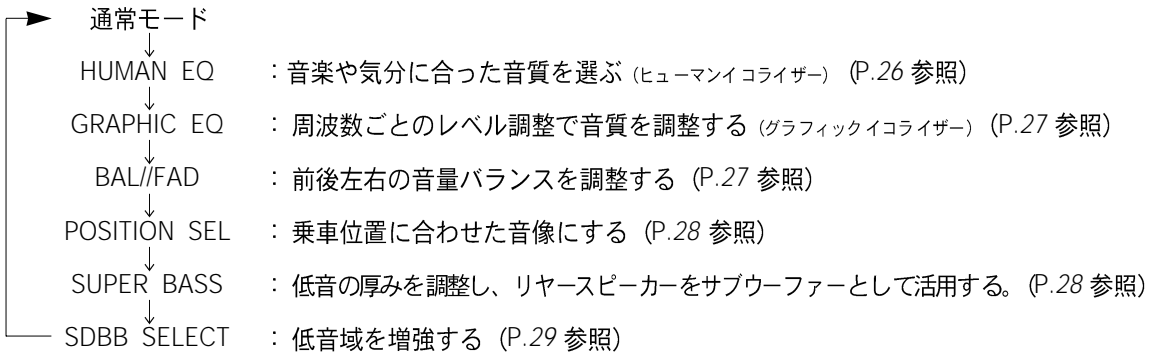 通常モード
HUMAN EQ ：音楽や気分に合った音質を選ぶ（ヒューマンイコライザー）（P.26 参照）
GRAPHIC EQ ：周波数ごとのレベル調整で音質を調整する（グラフィックイコライザー）（P.27 参照）
BAL//FAD ：前後左右の音量バランスを調整する（P.27 参照）
POSITION SEL ：乗車位置に合わせた音像にする（P.28 参照）
SUPER BASS ：低音の厚みを調整し、リヤースピーカーをサブウーファーとして活用する。（P.28 参照）
SDBB SELECT ：低音域を増強する（P.29 参照）